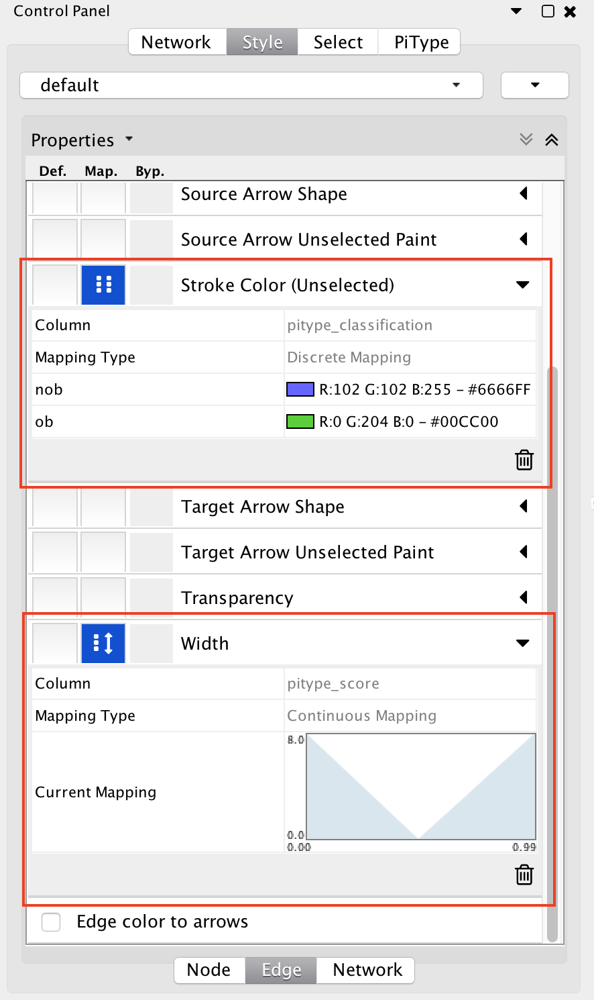 Control Panel
Network Style Select PiType
default
Properties
Def. Map. Byp.
Source Arrow Shape
Source Arrow Unselected Paint
Stroke Color (Unselected)
Column pitype_classification
Mapping Type Discrete Mapping
nob R:102 G:102 B:255 – #6666FF
ob R:0 G:204 B:0 – #00CC00
Target Arrow Shape
Target Arrow Unselected Paint
Transparency
Width
Column pitype_score
Mapping Type Continuous Mapping
8.0
Current Mapping
0.0
0.00 0.99
Edge color to arrows
Node Edge Network